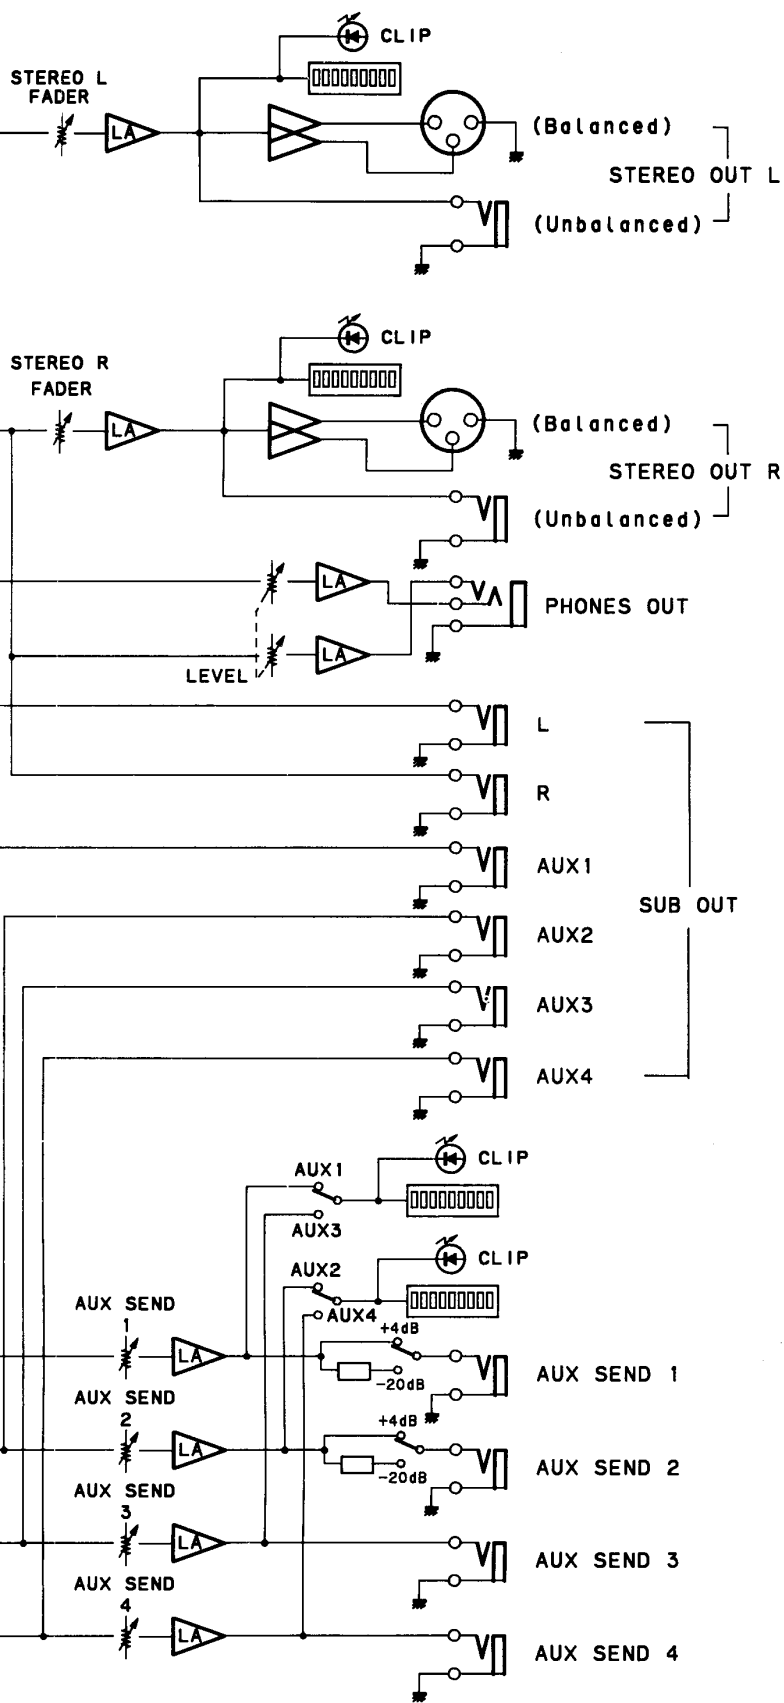 CLIP
STEREO L
FADER
LA
(Balanced)
STEREO OUT L
(Unbalanced)
CLIP
STEREO R
FADER
LA
(Balanced)
STEREO OUT R
(Unbalanced)
LA
PHONES OUT
LA
LEVEL
L
R
AUX1
SUB OUT
AUX2
AUX3
AUX4
CLIP
AUX1
AUX3
CLIP
AUX2
AUX4
AUX SEND
1
LA
+4dB
-20dB
AUX SEND 1
AUX SEND
2
LA
+4dB
-20dB
AUX SEND 2
AUX SEND
3
LA
AUX SEND 3
AUX SEND
4
LA
AUX SEND 4